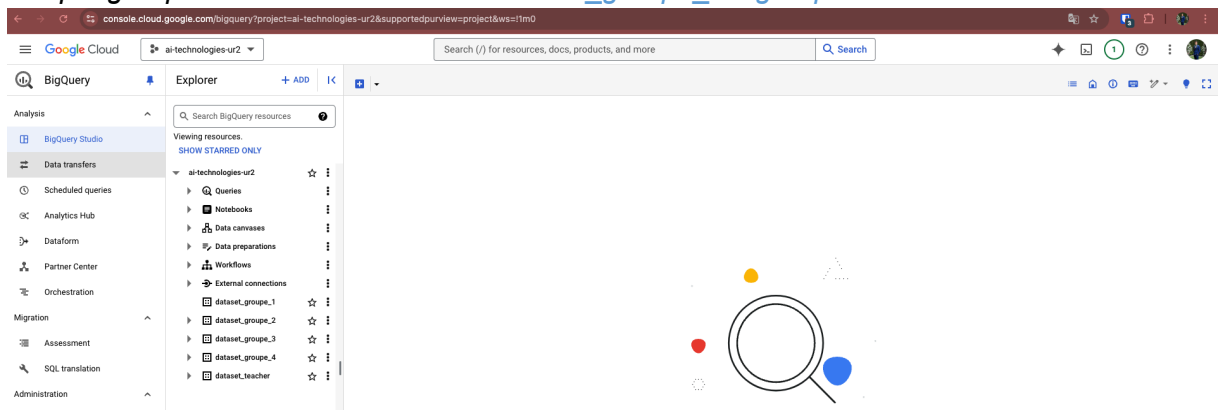 console.cloud.google.com/bigquery?project=ai-technologies-ur2&supportedpurview=project&ws=!1m0
Google Cloud
ai-technologies-ur2
Search (/) for resources, docs, products, and more
Search
1
BigQuery
Explorer
+ ADD
Analysis
Search BigQuery resources
BigQuery Studio
Viewing resources.
SHOW STARRED ONLY
Data transfers
ai-technologies-ur2
Scheduled queries
Queries
Notebooks
Analytics Hub
Data canvases
Dataform
Data preparations
Partner Center
Workflows
External connections
Orchestration
dataset_groupe_1
Migration
dataset_groupe_2
Assessment
dataset_groupe_3
dataset_groupe_4
SQL translation
dataset_teacher
Administration